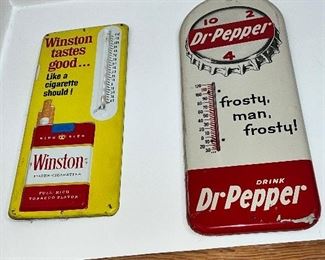 Winston
tastes
good...
Like a
cigarette
should!
KING SIZE
Winston
FILTER-CIGARETTES
FULL RICH
TOBACCO FLAVOR
10 2
Dr.Pepper
4
frosty,
man,
frosty!
DRINK
Dr.Pepper